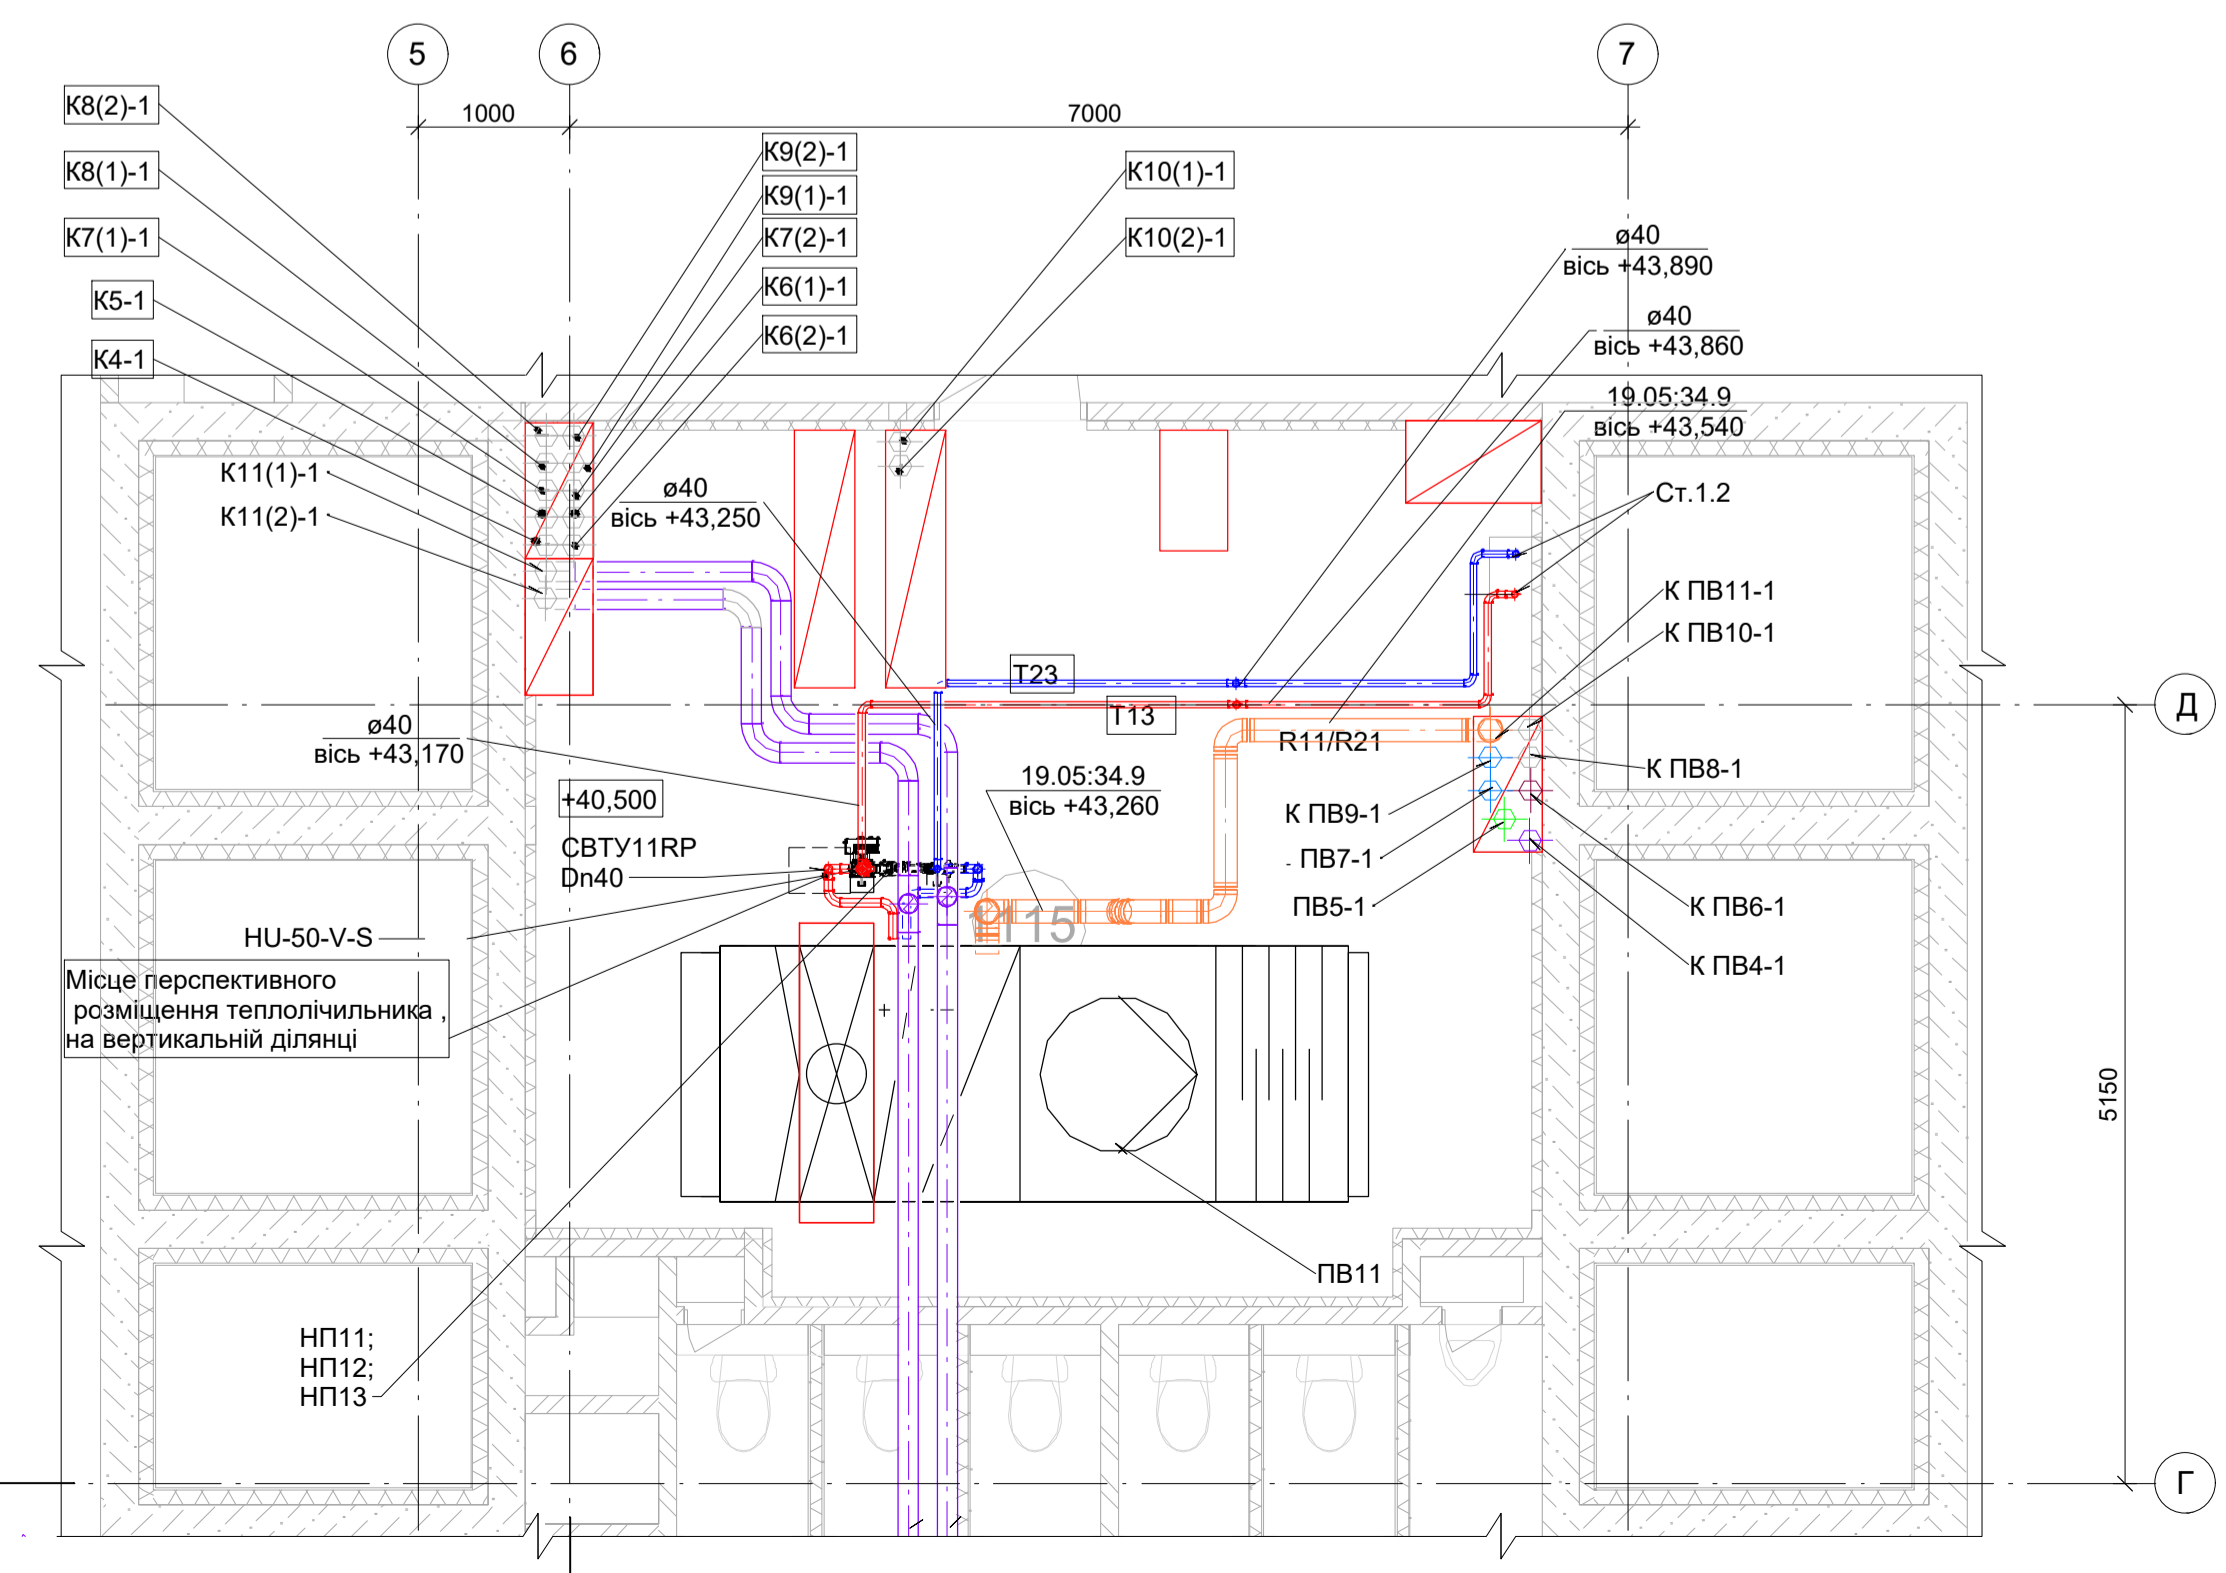 5
6
7
1000
7000
К8(2)-1
К8(1)-1
К7(1)-1
К5-1
К4-1
К9(2)-1
К9(1)-1
К7(2)-1
К6(1)-1
К6(2)-1
К10(1)-1
К10(2)-1
ø40
вісь +43,890
ø40
вісь +43,860
19.05:34.9
вісь +43,540
К11(1)-1
К11(2)-1
ø40
вісь +43,250
Ст.1.2
К ПВ11-1
К ПВ10-1
Т23
Т13
R11/R21
Д
ø40
вісь +43,170
19.05:34.9
вісь +43,260
К ПВ8-1
+40,500
К ПВ9-1
СВТУ11RP
Dn40
ПВ7-1
ПВ5-1
К ПВ6-1
1115
HU-50-V-S
К ПВ4-1
Місце перспективного
розміщення теплолічильника ,
на вертикальній ділянці
5150
ПВ11
НП11;
НП12;
НП13
Г